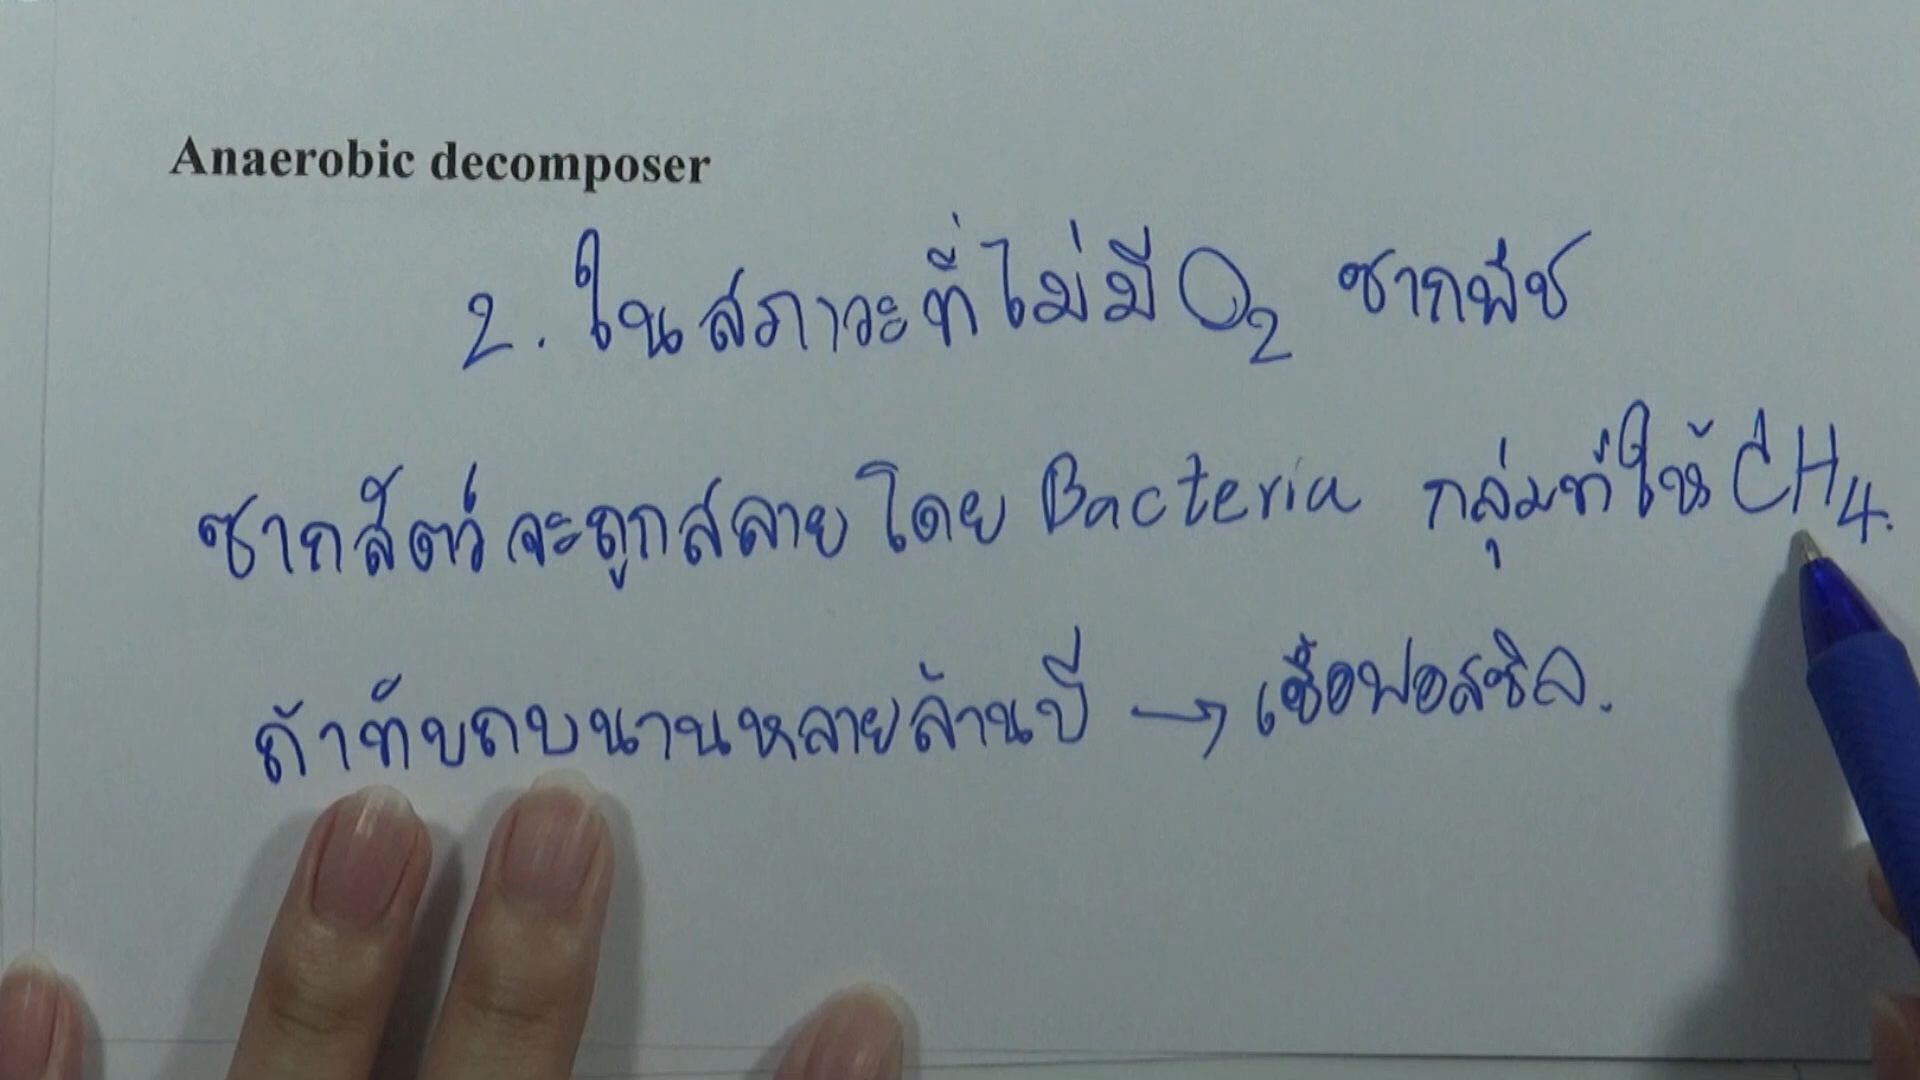 Anaerobic decomposer
2. ในสภาวะที่ไม่มี O₂ ซากพืช
ซากสัตว์จะถูกสลายโดย Bacteria กลุ่มที่ให้ CH₄.
ถ้าทับถบนานหลายล้านปี → เชื้อฟอสซิล.